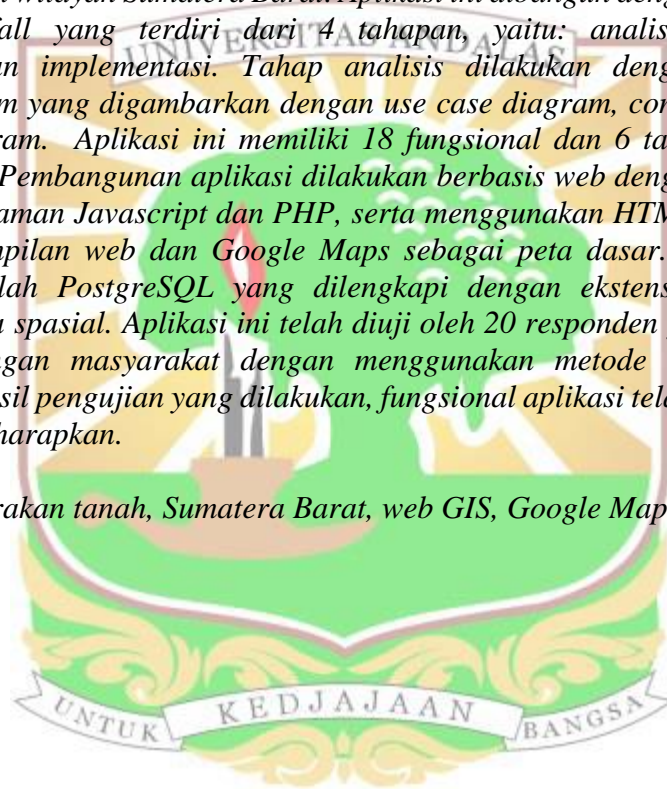 wilayah Sumatera Barat. Aplikasi ini dibangun deng
fall yang terdiri dari 4 tahapan, yaitu: analis
an implementasi. Tahap analisis dilakukan deng
m yang digambarkan dengan use case diagram, con
ram. Aplikasi ini memiliki 18 fungsional dan 6 ta
Pembangunan aplikasi dilakukan berbasis web deng
aman Javascript dan PHP, serta menggunakan HTM
mpilan web dan Google Maps sebagai peta dasar.
lah PostgreSQL yang dilengkapi dengan ekstens
a spasial. Aplikasi ini telah diuji oleh 20 responden
ngan masyarakat dengan menggunakan metode
sil pengujian yang dilakukan, fungsional aplikasi tela
harapkan.
rakan tanah, Sumatera Barat, web GIS, Google Map
UNIVERSITAS ANDALAS
UNTUK KEDJAJAAN BANGSA